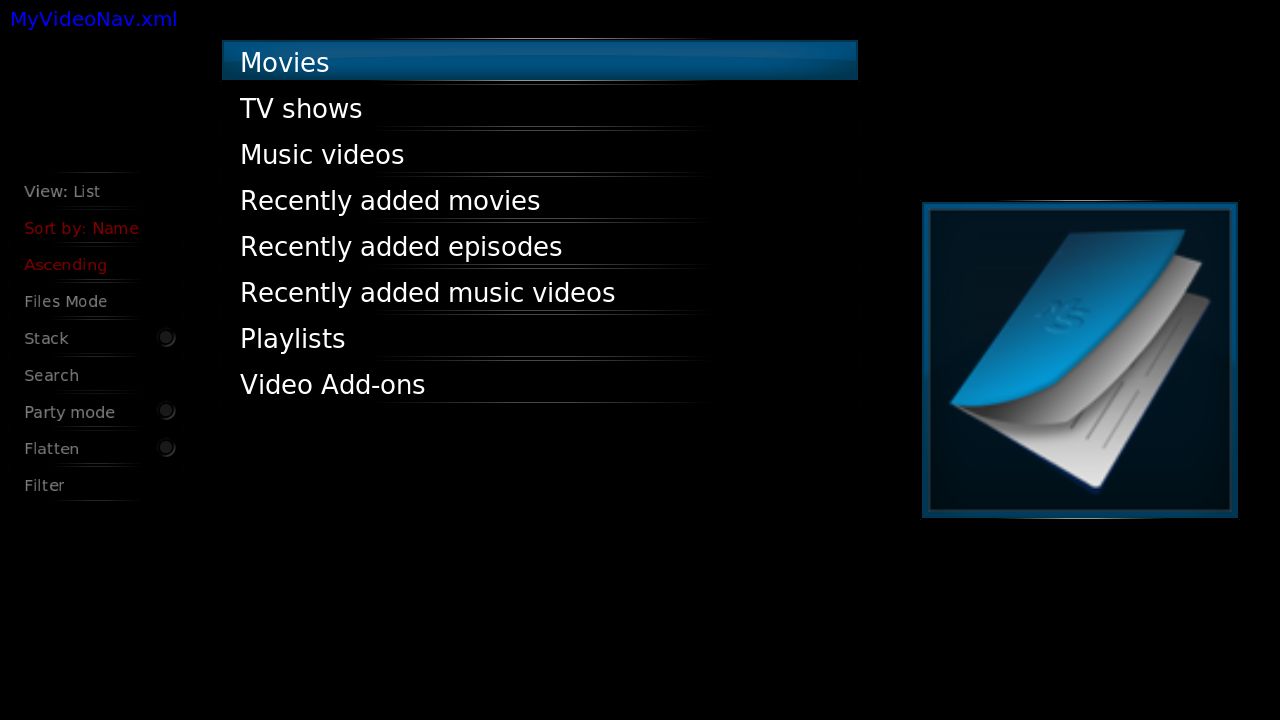 MyVideoNav.xml
Movies
TV shows
Music videos
Recently added movies
Recently added episodes
Recently added music videos
Playlists
Video Add-ons
View: List
Sort by: Name
Ascending
Files Mode
Stack
Search
Party mode
Flatten
Filter